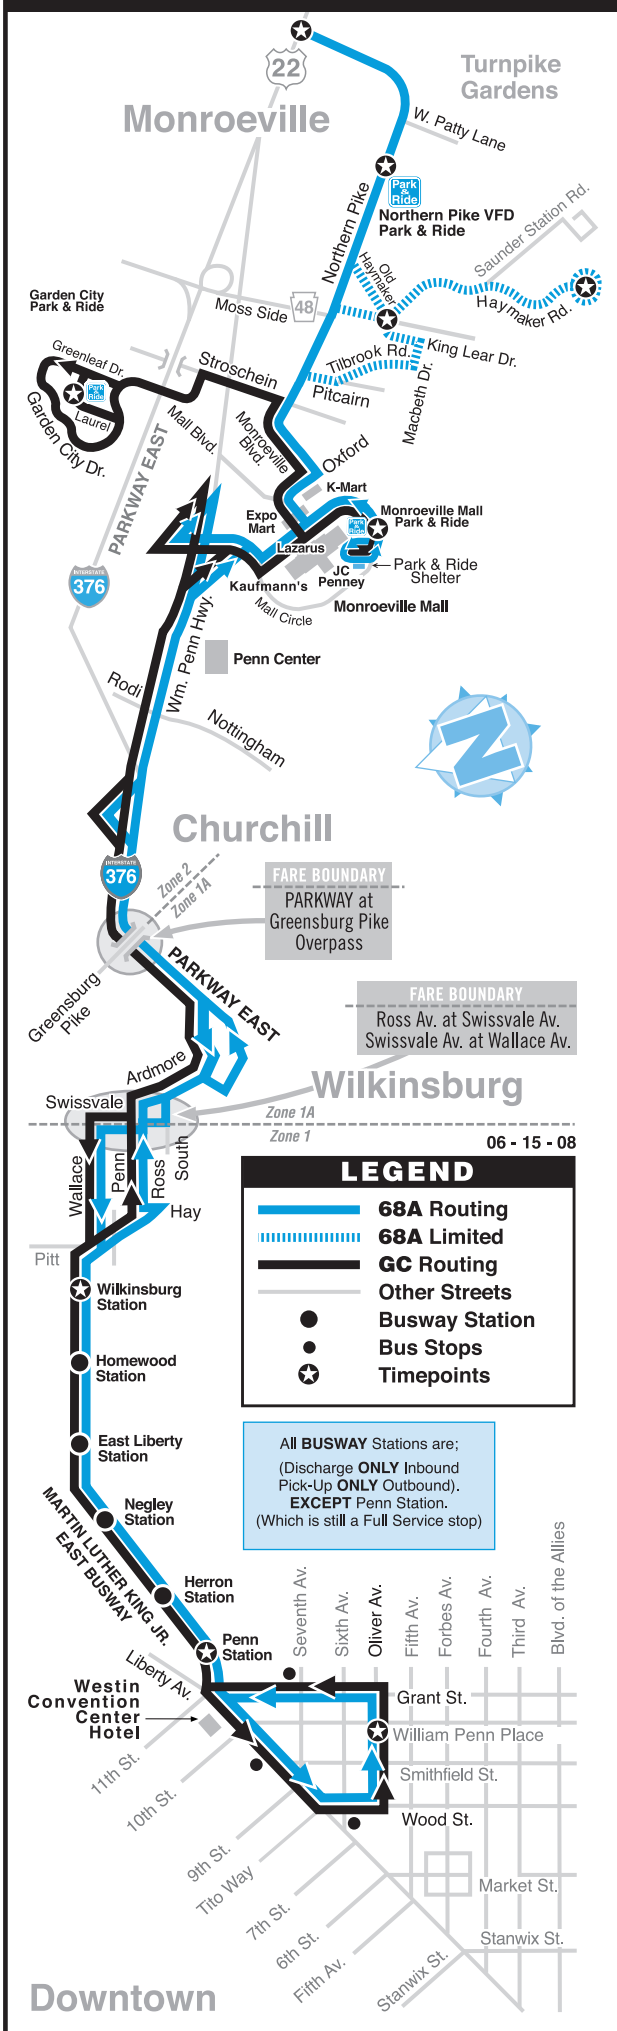 22
Turnpike
Gardens
Monroeville
W. Patty Lane
Park
&
Ride
Northern Pike VFD
Park & Ride
Northern Pike
Saunder Station Rd.
Old
Haymaker
Haymaker Rd.
Garden City
Park & Ride
Moss Side
48
King Lear Dr.
Greenleaf Dr.
Stroschein
Tilbrook Rd.
Macbeth Dr.
Pitcairn
Park
&
Ride
Laurel
Garden City Dr.
Mall Blvd.
Monroeville
Blvd.
Oxford
PARKWAY EAST
K-Mart
Expo
Mart
Monroeville Mall
Park & Ride
Park
&
Ride
Lazarus
JC
Penney
Park & Ride
Shelter
Kaufmann's
Mall Circle
Monroeville Mall
INTERSTATE
376
Wm. Penn Hwy.
Penn Center
Rodi
Nottingham
N
Churchill
INTERSTATE
376
Zone 2
Zone 1A
FARE BOUNDARY
PARKWAY at
Greensburg Pike
Overpass
PARKWAY EAST
Greensburg
Pike
FARE BOUNDARY
Ross Av. at Swissvale Av.
Swissvale Av. at Wallace Av.
Ardmore
Wilkinsburg
Swissvale
Zone 1A
Zone 1
06 - 15 - 08
Wallace
Penn
Ross
South
Hay
Pitt
LEGEND
68A Routing
68A Limited
GC Routing
Other Streets
Busway Station
Bus Stops
Timepoints
Wilkinsburg
Station
Homewood
Station
East Liberty
Station
All BUSWAY Stations are;
(Discharge ONLY Inbound
Pick-Up ONLY Outbound).
EXCEPT Penn Station.
(Which is still a Full Service stop)
Negley
Station
MARTIN LUTHER KING JR.
EAST BUSWAY
Herron
Station
Penn
Station
Seventh Av.
Sixth Av.
Oliver Av.
Fifth Av.
Forbes Av.
Fourth Av.
Third Av.
Blvd. of the Allies
Liberty Av.
Westin
Convention
Center
Hotel
Grant St.
William Penn Place
Smithfield St.
Wood St.
11th St.
10th St.
9th St.
Tito Way
7th St.
6th St.
Fifth Av.
Stanwix St.
Market St.
Stanwix St.
Downtown